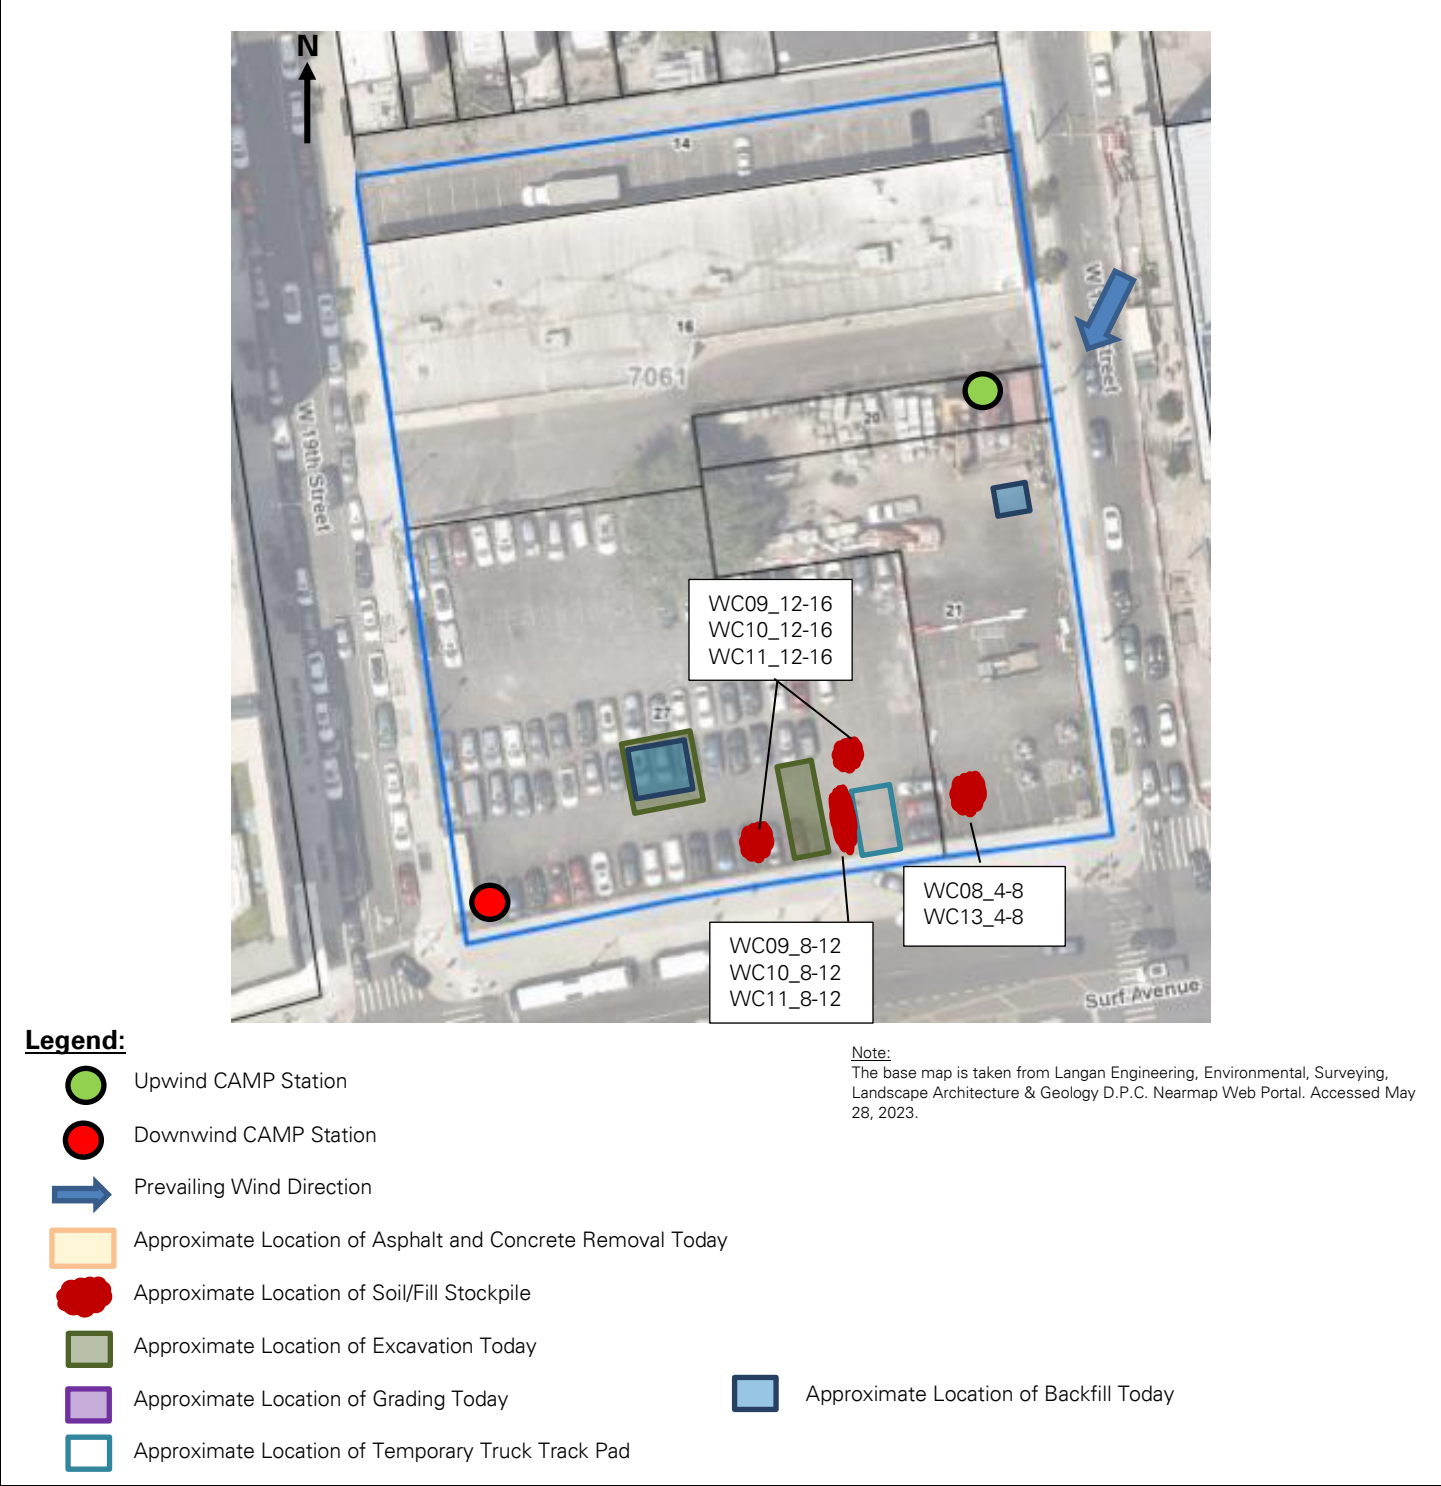 N
14
16
7061
20
W 19th Street
Street
21
27
WC09_12-16
WC10_12-16
WC11_12-16
WC08_4-8
WC13_4-8
WC09_8-12
WC10_8-12
WC11_8-12
Surf Avenue
Legend:
Upwind CAMP Station
Downwind CAMP Station
Prevailing Wind Direction
Approximate Location of Asphalt and Concrete Removal Today
Approximate Location of Soil/Fill Stockpile
Approximate Location of Excavation Today
Approximate Location of Grading Today
Approximate Location of Temporary Truck Track Pad
Approximate Location of Backfill Today
Note:
The base map is taken from Langan Engineering, Environmental, Surveying,
Landscape Architecture & Geology D.P.C. Nearmap Web Portal. Accessed May
28, 2023.